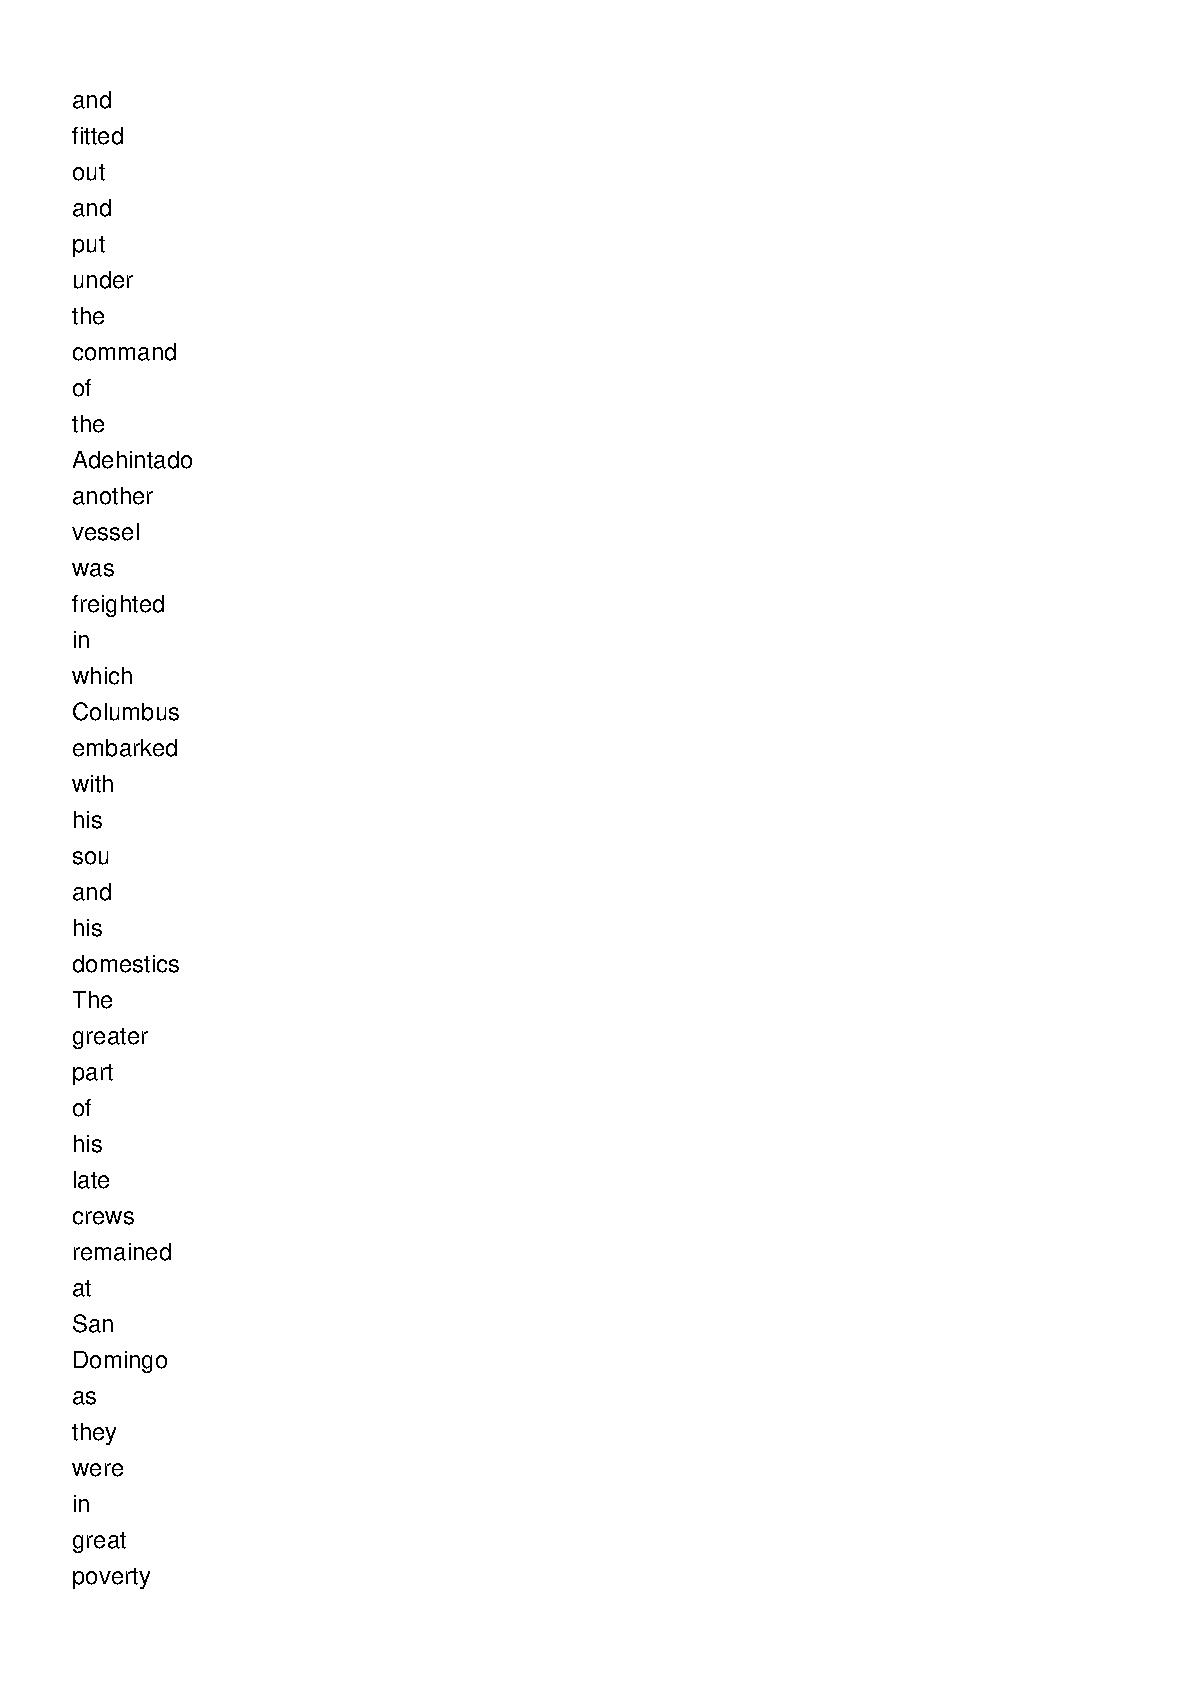 and
fitted
out
and
put
under
the
command
of
the
Adehintado
another
vessel
was
freighted
in
which
Columbus
embarked
with
his
sou
and
his
domestics
The
greater
part
of
his
late
crews
remained
at
San
Domingo
as
they
were
in
great
poverty